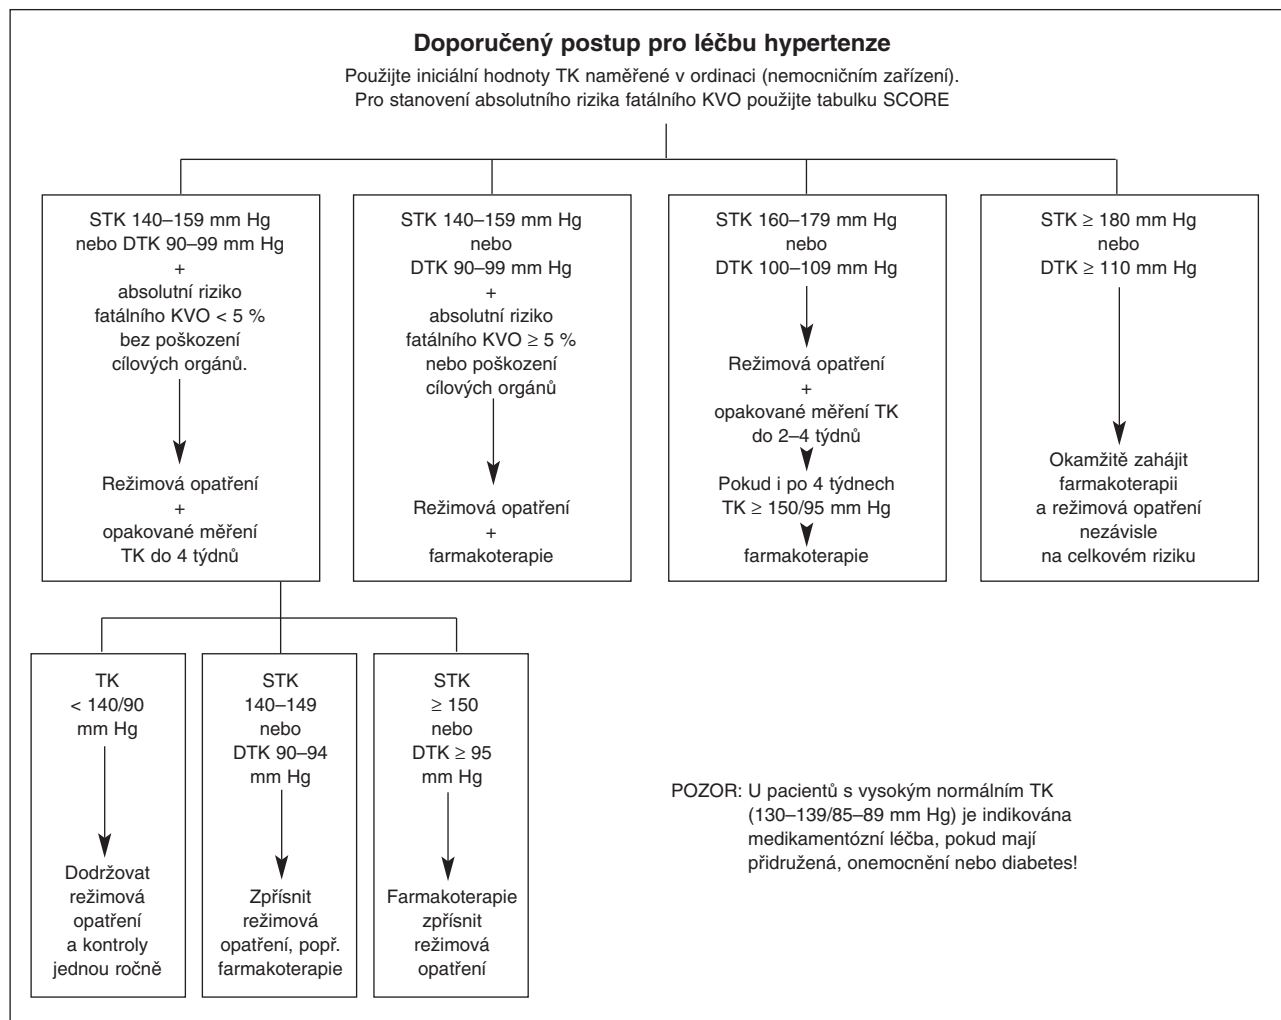 Doporučený postup pro léčbu hypertenze
Použijte iniciální hodnoty TK naměřené v ordinaci (nemocničním zařízení).
Pro stanovení absolutního rizika fatálního KVO použijte tabulku SCORE
STK 140–159 mm Hg
nebo DTK 90–99 mm Hg
+
absolutní riziko
fatálního KVO < 5 %
bez poškození
cílových orgánů.
Režimová opatření
+
opakované měření
TK do 4 týdnů
STK 140–159 mm Hg
nebo
DTK 90–99 mm Hg
+
absolutní riziko
fatálního KVO ≥ 5 %
nebo poškození
cílových orgánů
Režimová opatření
+
farmakoterapie
STK 160–179 mm Hg
nebo
DTK 100–109 mm Hg
Režimová opatření
+
opakované měření TK
do 2–4 týdnů
Pokud i po 4 týdnech
TK ≥ 150/95 mm Hg
farmakoterapie
STK ≥ 180 mm Hg
nebo
DTK ≥ 110 mm Hg
Okamžitě zahájit
farmakoterapii
a režimová opatření
nezávisle
na celkovém riziku
TK
< 140/90
mm Hg
Dodržovat
režimová
opatření
a kontroly
jednou ročně
STK
140–149
nebo
DTK 90–94
mm Hg
Zpřísnit
režimová
opatření, popř.
farmakoterapie
STK
≥ 150
nebo
DTK ≥ 95
mm Hg
Farmakoterapie
zpřísnit
režimová
opatření
POZOR: U pacientů s vysokým normálním TK
(130–139/85–89 mm Hg) je indikována
medikamentózní léčba, pokud mají
přidružená, onemocnění nebo diabetes!